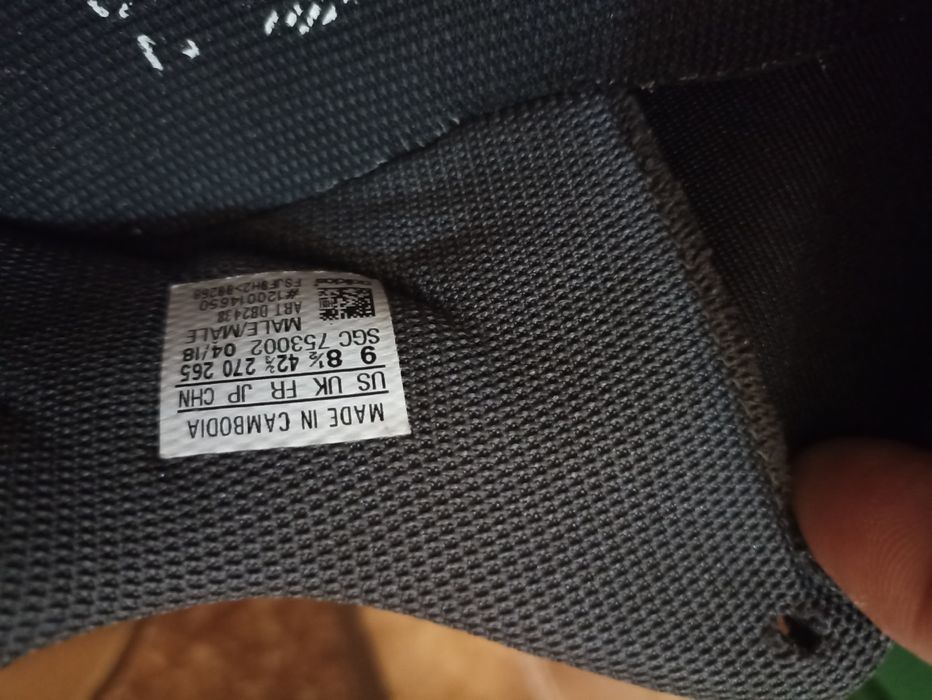 MADE IN CAMBODIA
US UK FR JP CHN
9 8½ 42⅔ 270 265
SGC 753002 04/18
MALE/MALE
ART DB2438
#120014650